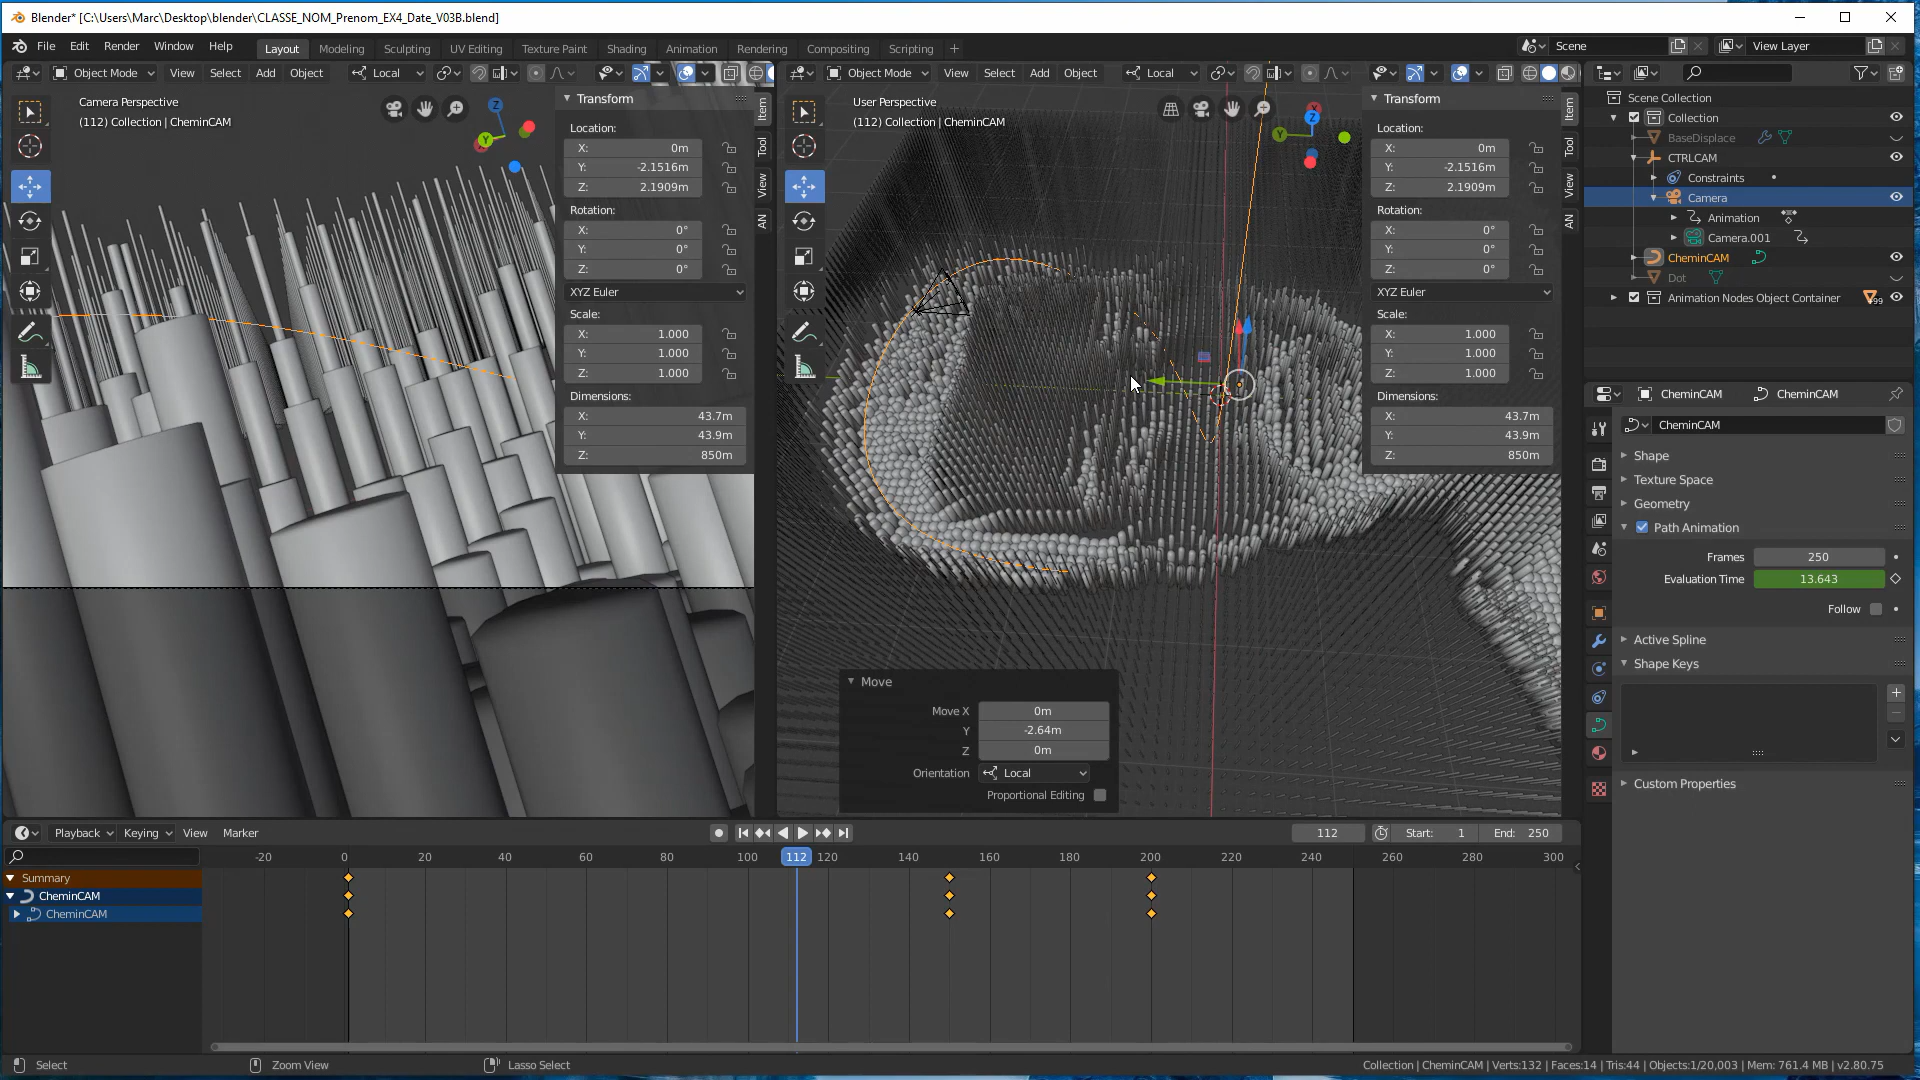 Blender* [C:\Users\Marc\Desktop\blender\CLASSE_NOM_Prenom_EX4_Date_V03B.blend]
File Edit Render Window Help Layout Modeling Sculpting UV Editing Texture Paint Shading Animation Rendering Compositing Scripting + Scene View Layer
Object Mode View Select Add Object Local
Object Mode View Select Add Object Local
Camera Perspective
(112) Collection | CheminCAM
Transform
Location:
X: 0m
Y: -2.1516m
Z: 2.1909m
Rotation:
X: 0°
Y: 0°
Z: 0°
XYZ Euler
Scale:
X: 1.000
Y: 1.000
Z: 1.000
Dimensions:
X: 43.7m
Y: 43.9m
Z: 850m
Item
Tool
View
AN
User Perspective
(112) Collection | CheminCAM
Transform
Location:
X: 0m
Y: -2.1516m
Z: 2.1909m
Rotation:
X: 0°
Y: 0°
Z: 0°
XYZ Euler
Scale:
X: 1.000
Y: 1.000
Z: 1.000
Dimensions:
X: 43.7m
Y: 43.9m
Z: 850m
Item
Tool
View
AN
Move
Move X 0m
Y -2.64m
Z 0m
Orientation Local
Proportional Editing
Scene Collection
Collection
BaseDisplace
CTRLCAM
Constraints
Camera
Animation
Camera.001
CheminCAM
Dot
Animation Nodes Object Container 99
CheminCAM CheminCAM
CheminCAM
Shape
Texture Space
Geometry
Path Animation
Frames 250
Evaluation Time 13.643
Follow
Active Spline
Shape Keys
Custom Properties
Playback Keying View Marker 112 Start: 1 End: 250
-20 0 20 40 60 80 100 112 120 140 160 180 200 220 240 260 280 300
Summary
CheminCAM
CheminCAM
Select Zoom View Lasso Select Collection | CheminCAM | Verts:132 | Faces:14 | Tris:44 | Objects:1/20,003 | Mem: 761.4 MB | v2.80.75